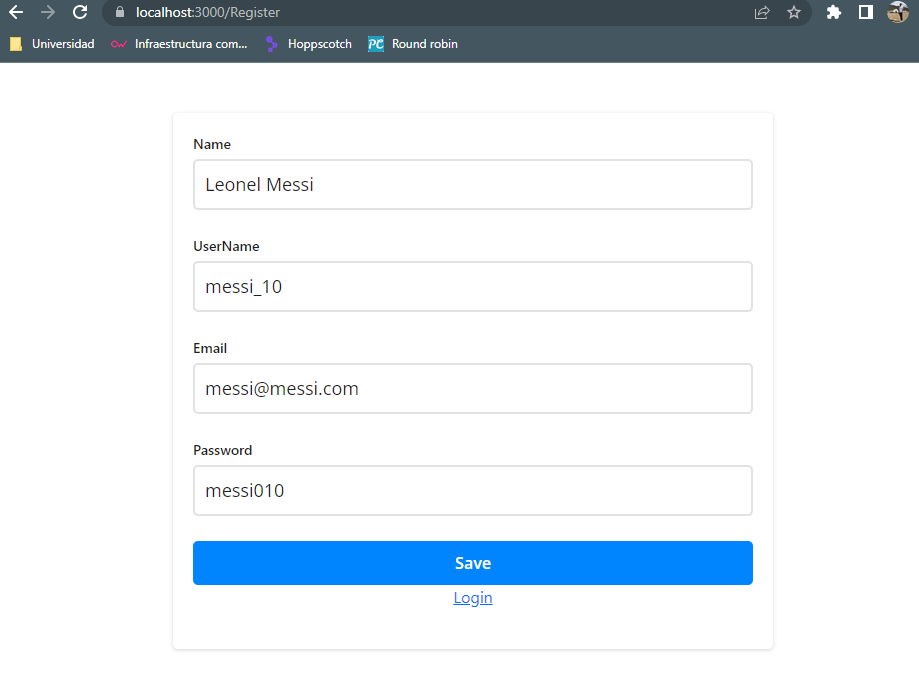 localhost:3000/Register
Universidad
Infraestructura com...
Hoppscotch
PC Round robin
Name
Leonel Messi
UserName
messi_10
Email
messi@messi.com
Password
messi010
Save
Login